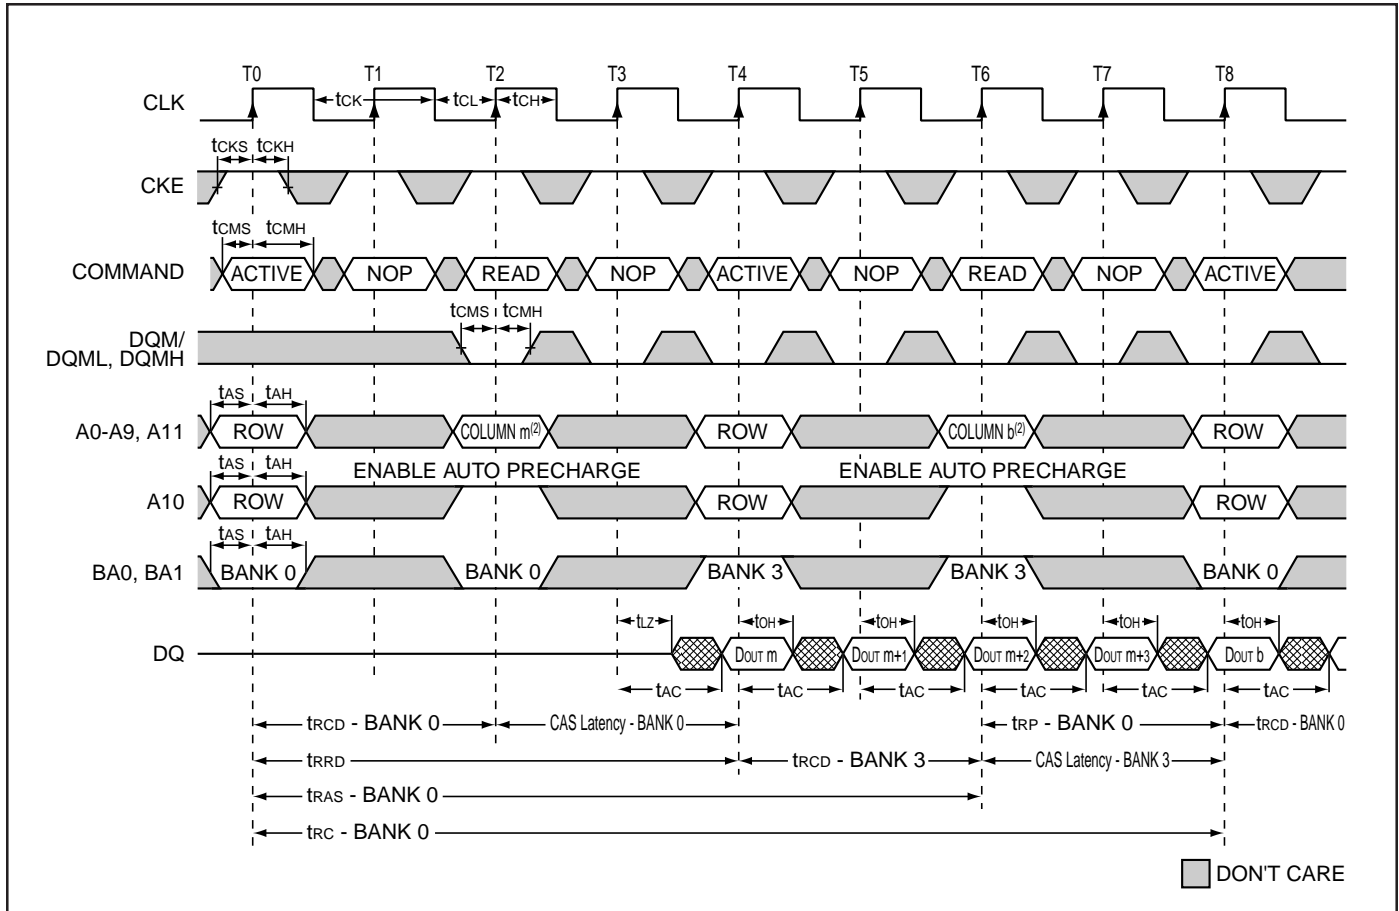 T0 T1 T2 T3 T4 T5 T6 T7 T8
CLK tCK tCL tCH
tCKS tCKH
CKE
tCMS tCMH
COMMAND ACTIVE NOP READ NOP ACTIVE NOP READ NOP ACTIVE
tCMS tCMH
DQM/
DQML, DQMH
tAS tAH
A0-A9, A11 ROW COLUMN m(2) ROW COLUMN b(2) ROW
tAS tAH ENABLE AUTO PRECHARGE ENABLE AUTO PRECHARGE
A10 ROW ROW ROW
tAS tAH
BA0, BA1 BANK 0 BANK 0 BANK 3 BANK 3 BANK 0
tLZ tOH tOH tOH tOH tOH
DQ DOUT m DOUT m+1 DOUT m+2 DOUT m+3 DOUT b
tAC tAC tAC tAC tAC tAC
tRCD - BANK 0 CAS Latency - BANK 0 tRP - BANK 0 tRCD - BANK 0
tRRD tRCD - BANK 3 CAS Latency - BANK 3
tRAS - BANK 0
tRC - BANK 0
DON'T CARE